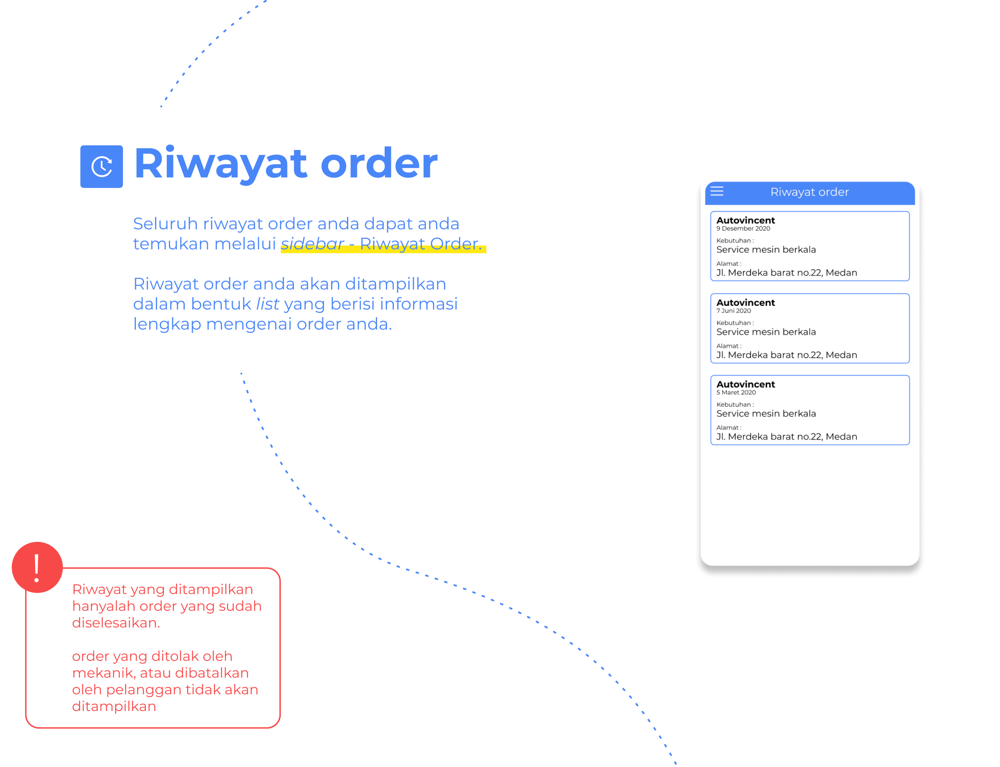 Riwayat order
Seluruh riwayat order anda dapat anda
temukan melalui sidebar - Riwayat Order.
Riwayat order anda akan ditampilkan
dalam bentuk list yang berisi informasi
lengkap mengenai order anda.
Riwayat order
Autovincent
9 Desember 2020
Kebutuhan :
Service mesin berkala
Alamat :
Jl. Merdeka barat no.22, Medan
Autovincent
7 Juni 2020
Kebutuhan :
Service mesin berkala
Alamat :
Jl. Merdeka barat no.22, Medan
Autovincent
5 Maret 2020
Kebutuhan :
Service mesin berkala
Alamat :
Jl. Merdeka barat no.22, Medan
!
Riwayat yang ditampilkan
hanyalah order yang sudah
diselesaikan.
order yang ditolak oleh
mekanik, atau dibatalkan
oleh pelanggan tidak akan
ditampilkan